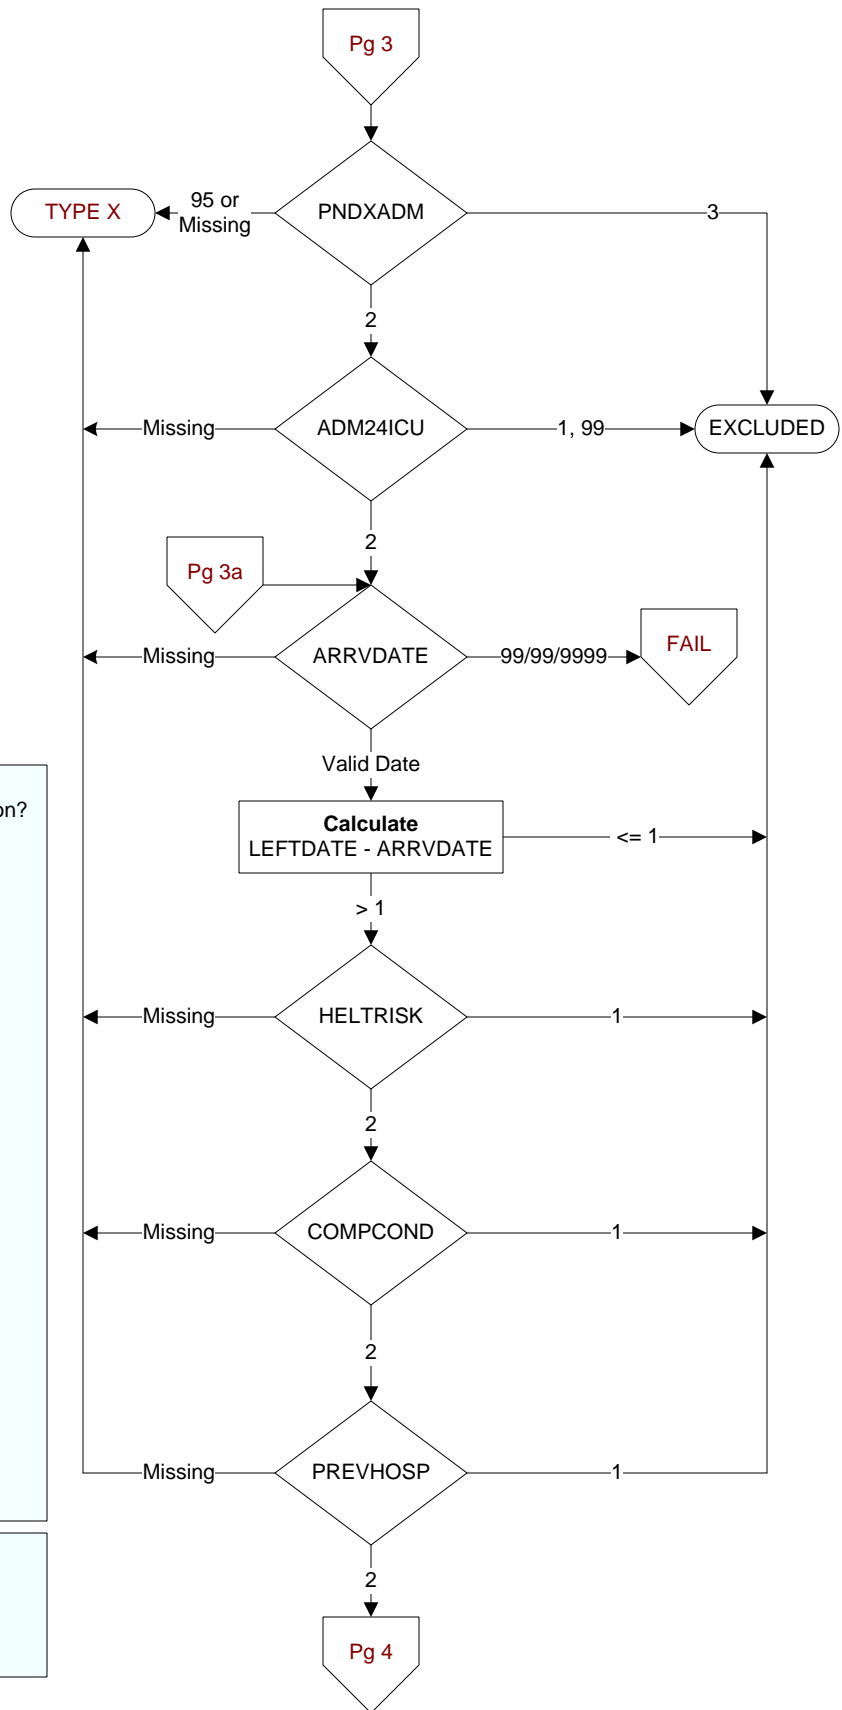 Pg 3
TYPE X
95 or
Missing
PNDXADM
3
2
Missing
ADM24ICU
1, 99
EXCLUDED
2
Pg 3a
Missing
ARRVDATE
99/99/9999
FAIL
Valid Date
on?
Calculate
LEFTDATE - ARRVDATE
<= 1
> 1
Missing
HELTRISK
1
2
Missing
COMPCOND
1
2
Missing
PREVHOSP
1
2
Pg 4